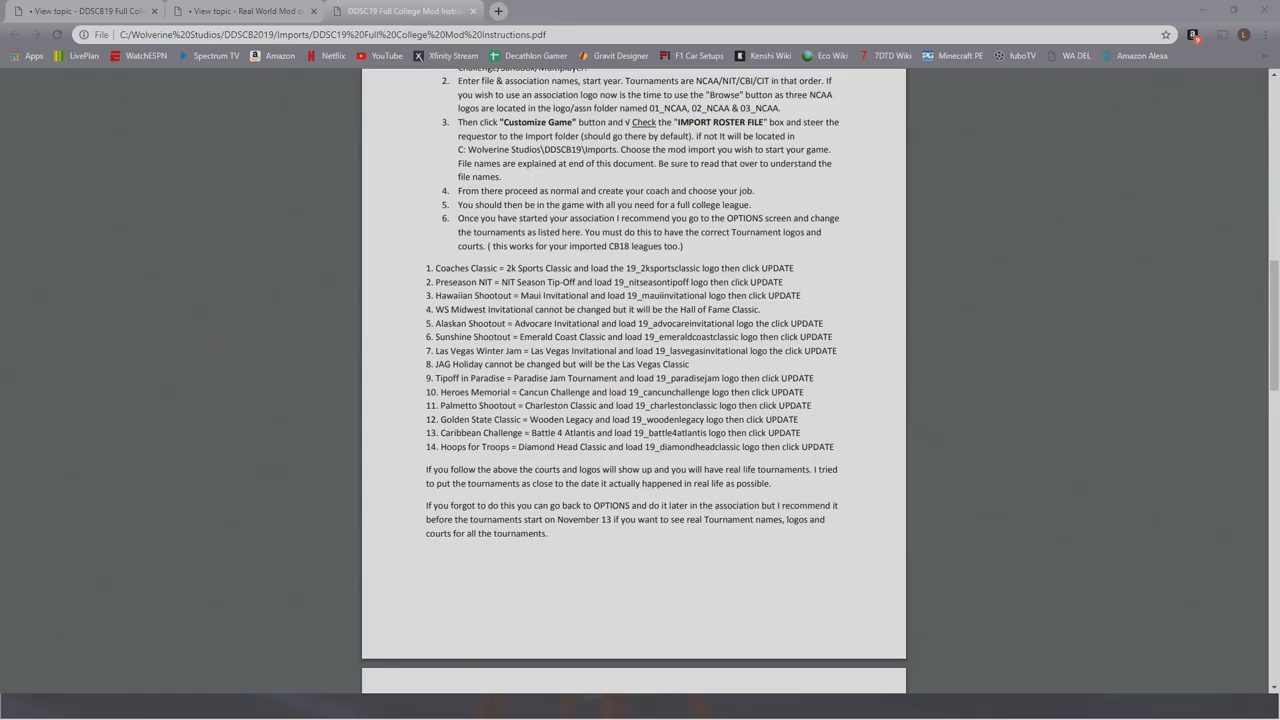 • View topic - DDSCB19 Full Coll
• View topic - Real World Mod o
DDSC19 Full College Mod Instru
File
C:/Wolverine%20Studios/DDSCB2019/Imports/DDSC19%20Full%20College%20Mod%20Instructions.pdf
9
L
Apps
LivePlan
WatchESPN
Spectrum TV
Amazon
Netflix
YouTube
Xfinity Stream
Decathlon Gamer
Gravit Designer
F1 Car Setups
Kenshi Wiki
Eco Wiki
7DTD Wiki
Minecraft PE
fuboTV
WA DEL
Amazon Alexa
Challenge/Sandbox/Multiplayer.
2. Enter file & association names, start year. Tournaments are NCAA/NIT/CBI/CIT in that order. If
you wish to use an association logo now is the time to use the "Browse" button as three NCAA
logos are located in the logo/assn folder named 01_NCAA, 02_NCAA & 03_NCAA.
3. Then click "Customize Game" button and √ Check the "IMPORT ROSTER FILE" box and steer the
requestor to the Import folder (should go there by default). if not It will be located in
C: Wolverine Studios\DDSCB19\Imports. Choose the mod import you wish to start your game.
File names are explained at end of this document. Be sure to read that over to understand the
file names.
4. From there proceed as normal and create your coach and choose your job.
5. You should then be in the game with all you need for a full college league.
6. Once you have started your association I recommend you go to the OPTIONS screen and change
the tournaments as listed here. You must do this to have the correct Tournament logos and
courts. ( this works for your imported CB18 leagues too.)
1. Coaches Classic = 2k Sports Classic and load the 19_2ksportsclassic logo then click UPDATE
2. Preseason NIT = NIT Season Tip-Off and load 19_nitseasontipoff logo then click UPDATE
3. Hawaiian Shootout = Maui Invitational and load 19_mauiinvitational logo then click UPDATE
4. WS Midwest Invitational cannot be changed but it will be the Hall of Fame Classic.
5. Alaskan Shootout = Advocare Invitational and load 19_advocareinvitational logo the click UPDATE
6. Sunshine Shootout = Emerald Coast Classic and load 19_emeraldcoastclassic logo then click UPDATE
7. Las Vegas Winter Jam = Las Vegas Invitational and load 19_lasvegasinvitational logo the click UPDATE
8. JAG Holiday cannot be changed but will be the Las Vegas Classic
9. Tipoff in Paradise = Paradise Jam Tournament and load 19_paradisejam logo then click UPDATE
10. Heroes Memorial = Cancun Challenge and load 19_cancunchallenge logo then click UPDATE
11. Palmetto Shootout = Charleston Classic and load 19_charlestonclassic logo then click UPDATE
12. Golden State Classic = Wooden Legacy and load 19_woodenlegacy logo then click UPDATE
13. Caribbean Challenge = Battle 4 Atlantis and load 19_battle4atlantis logo then click UPDATE
14. Hoops for Troops = Diamond Head Classic and load 19_diamondheadclassic logo then click UPDATE
If you follow the above the courts and logos will show up and you will have real life tournaments. I tried
to put the tournaments as close to the date it actually happened in real life as possible.
If you forgot to do this you can go back to OPTIONS and do it later in the association but I recommend it
before the tournaments start on November 13 if you want to see real Tournament names, logos and
courts for all the tournaments.